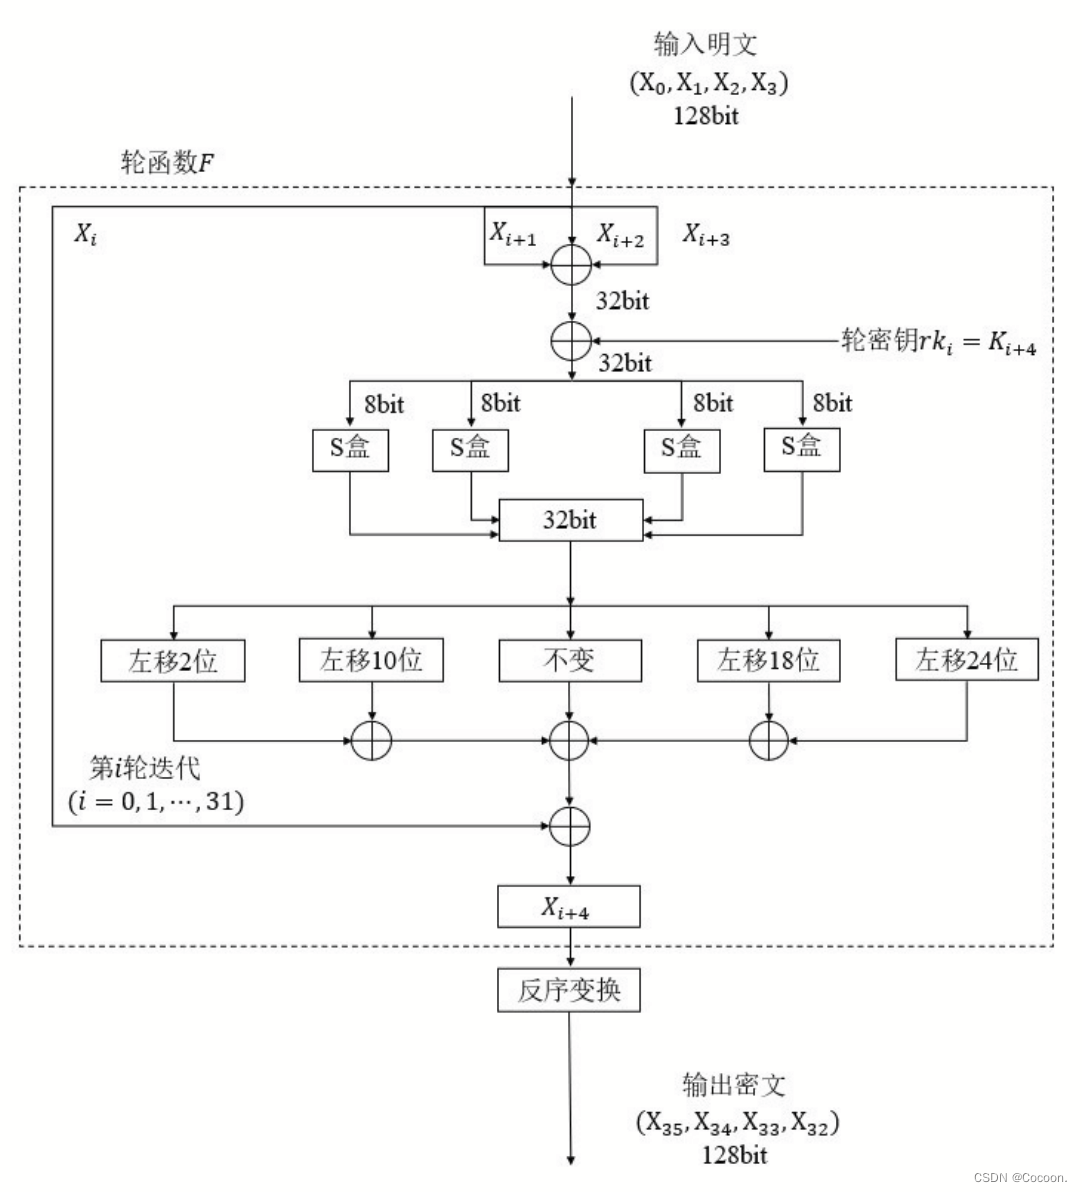 输入明文
(X₀, X₁, X₂, X₃)
128bit
轮函数F
Xᵢ
Xᵢ₊₁
Xᵢ₊₂
Xᵢ₊₃
32bit
轮密钥rkᵢ = Kᵢ₊₄
32bit
8bit 8bit 8bit 8bit
S盒 S盒 S盒 S盒
32bit
左移2位 左移10位 不变 左移18位 左移24位
第i轮迭代
(i = 0, 1, ⋯, 31)
Xᵢ₊₄
反序变换
输出密文
(X₃₅, X₃₄, X₃₃, X₃₂)
128bit
CSDN @Cocoon.